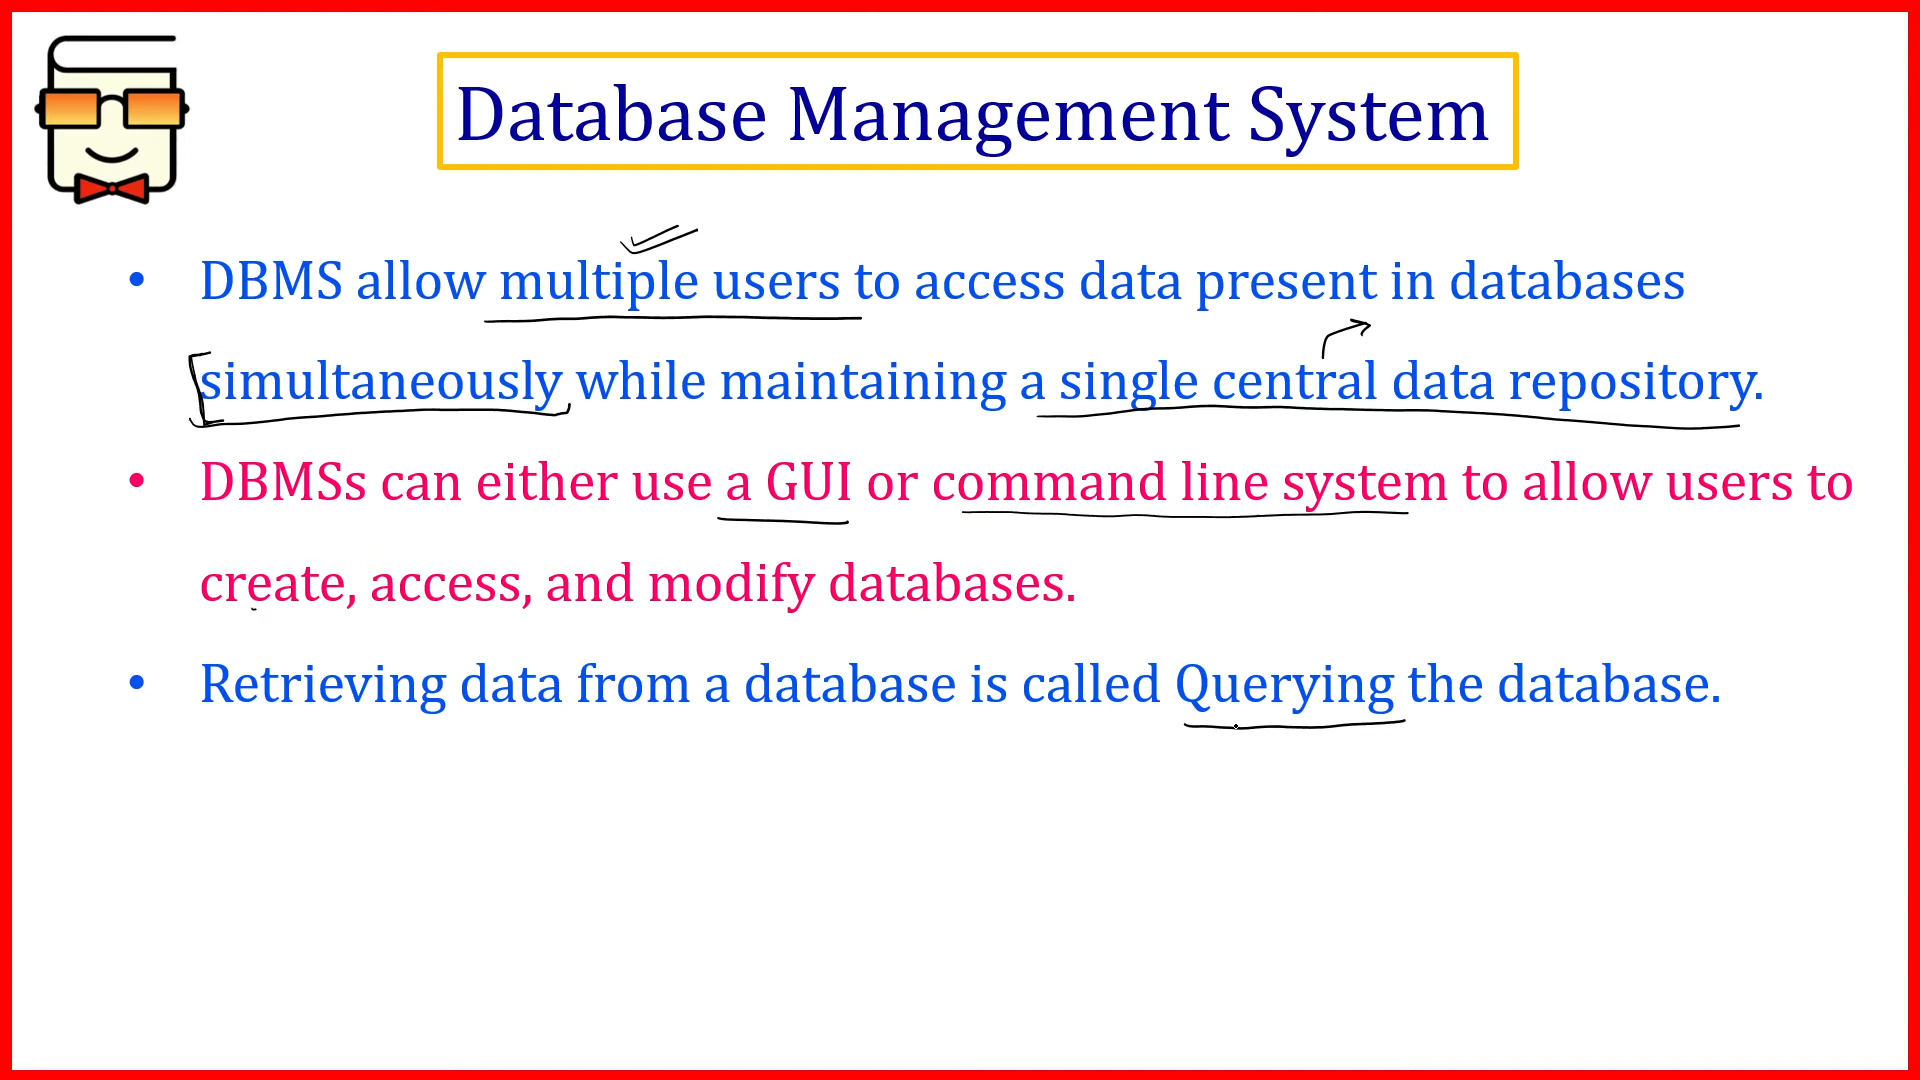 Database Management System
• DBMS allow multiple users to access data present in databases
simultaneously while maintaining a single central data repository.
• DBMSs can either use a GUI or command line system to allow users to
create, access, and modify databases.
• Retrieving data from a database is called Querying the database.